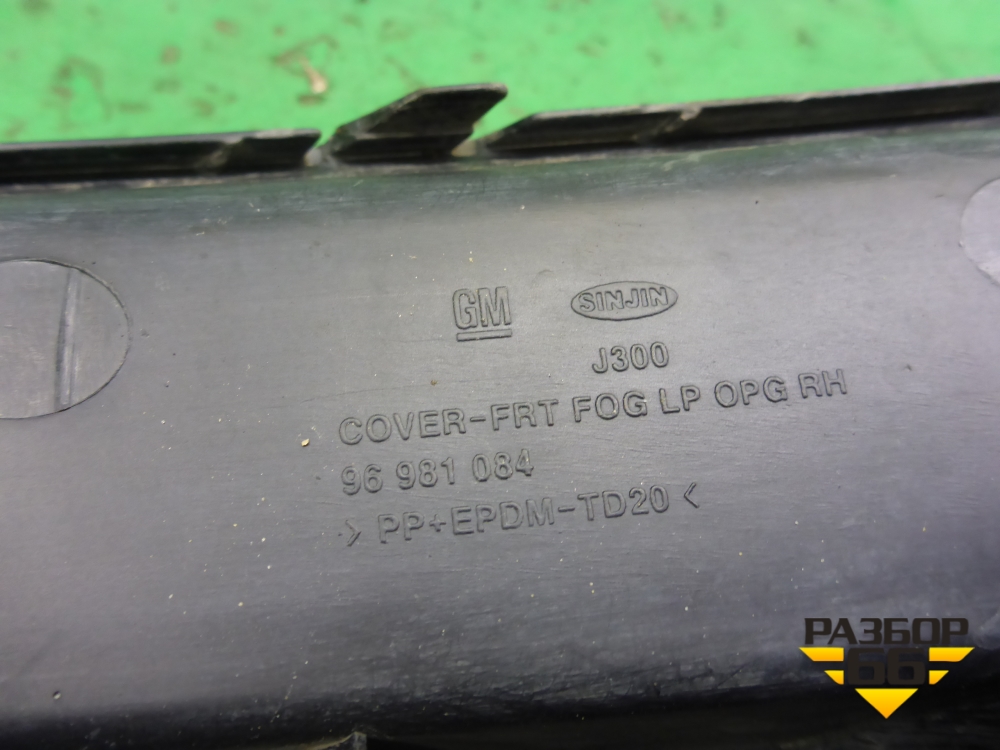 GM SINJIN
J300
COVER-FRT FOG LP OPG RH
96 981 084
> PP+EPDM-TD20 <
РАЗБОР
66